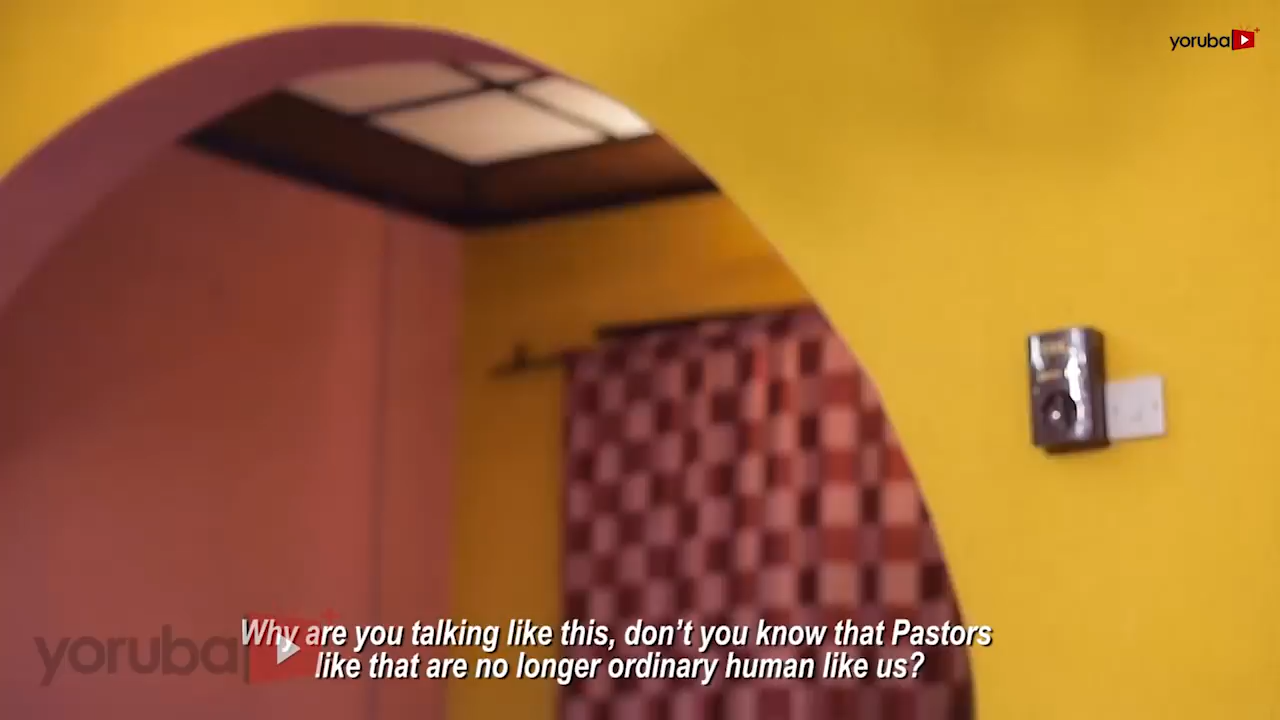 yoruba
Why are you talking like this, don't you know that Pastors
like that are no longer ordinary human like us?
yoruba